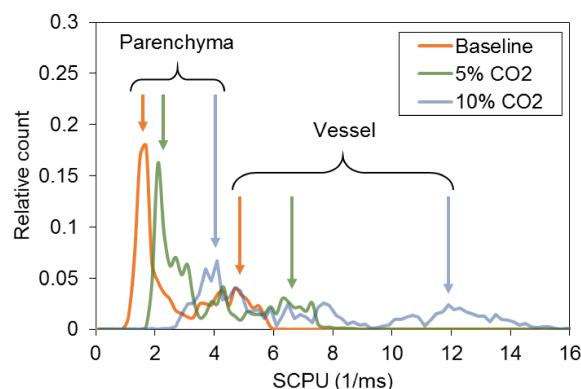 Parenchyma
Vessel
Baseline
5% CO2
10% CO2
Relative count
0.3
0.25
0.2
0.15
0.1
0.05
0
0 2 4 6 8 10 12 14 16
SCPU (1/ms)